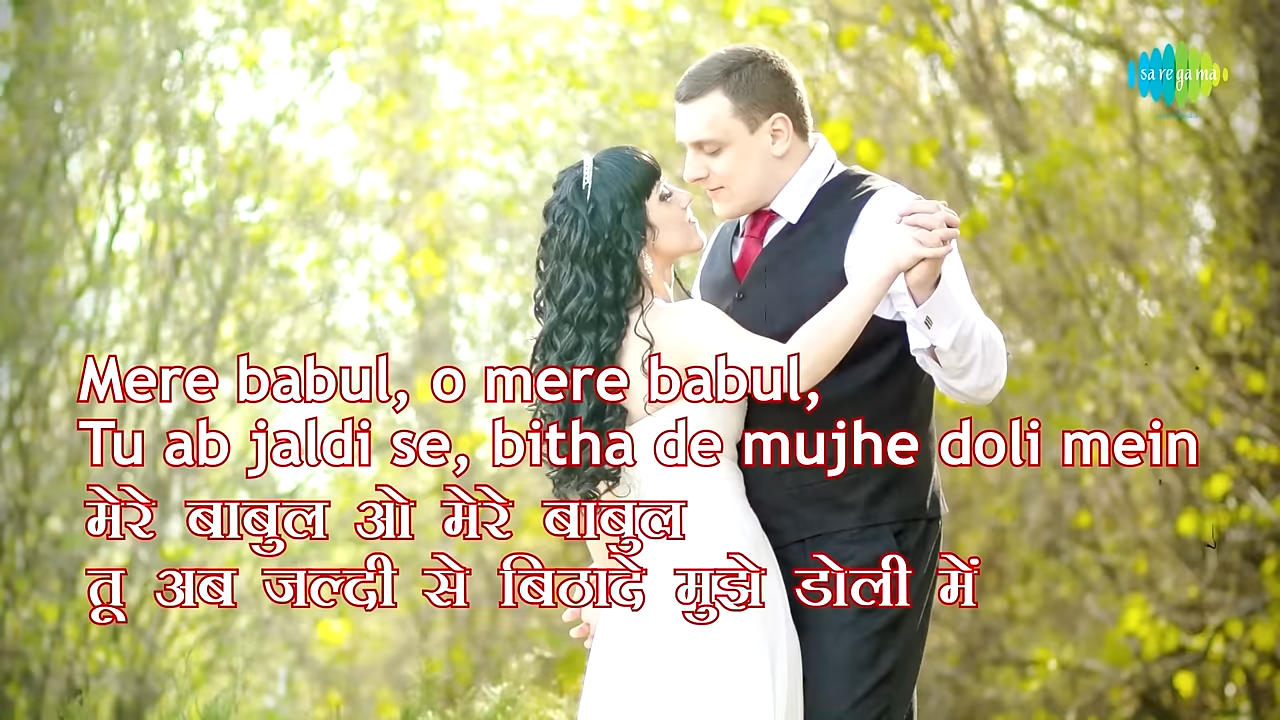 sa re ga ma
Mere babul, o mere babul,
Tu ab jaldi se, bitha de mujhe doli mein
मेरे बाबुल ओ मेरे बाबुल
तू अब जल्दी से बिठादे मुझे डोली में